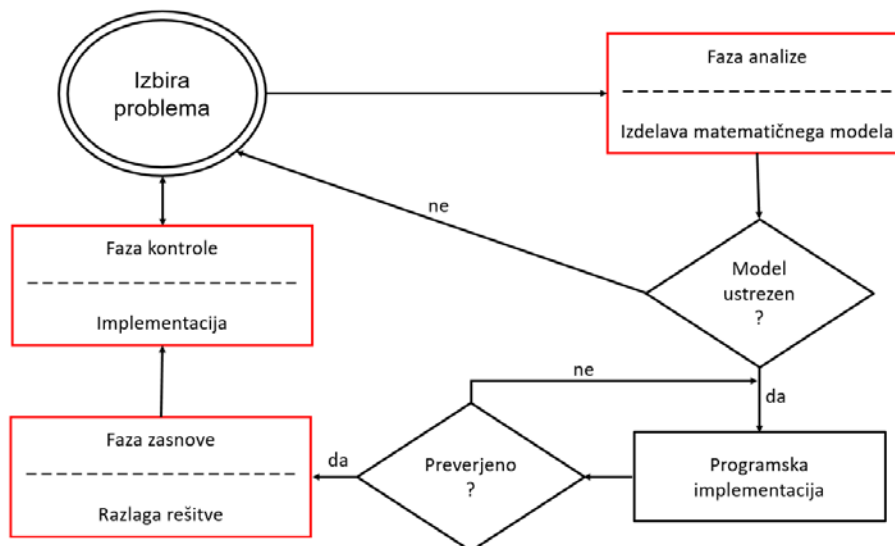 Izbira
problema
Faza analize
Izdelava matematičnega modela
ne
Model
ustrezen
?
da
Programska
implementacija
ne
Preverjeno
?
da
Faza zasnove
Razlaga rešitve
Faza kontrole
Implementacija